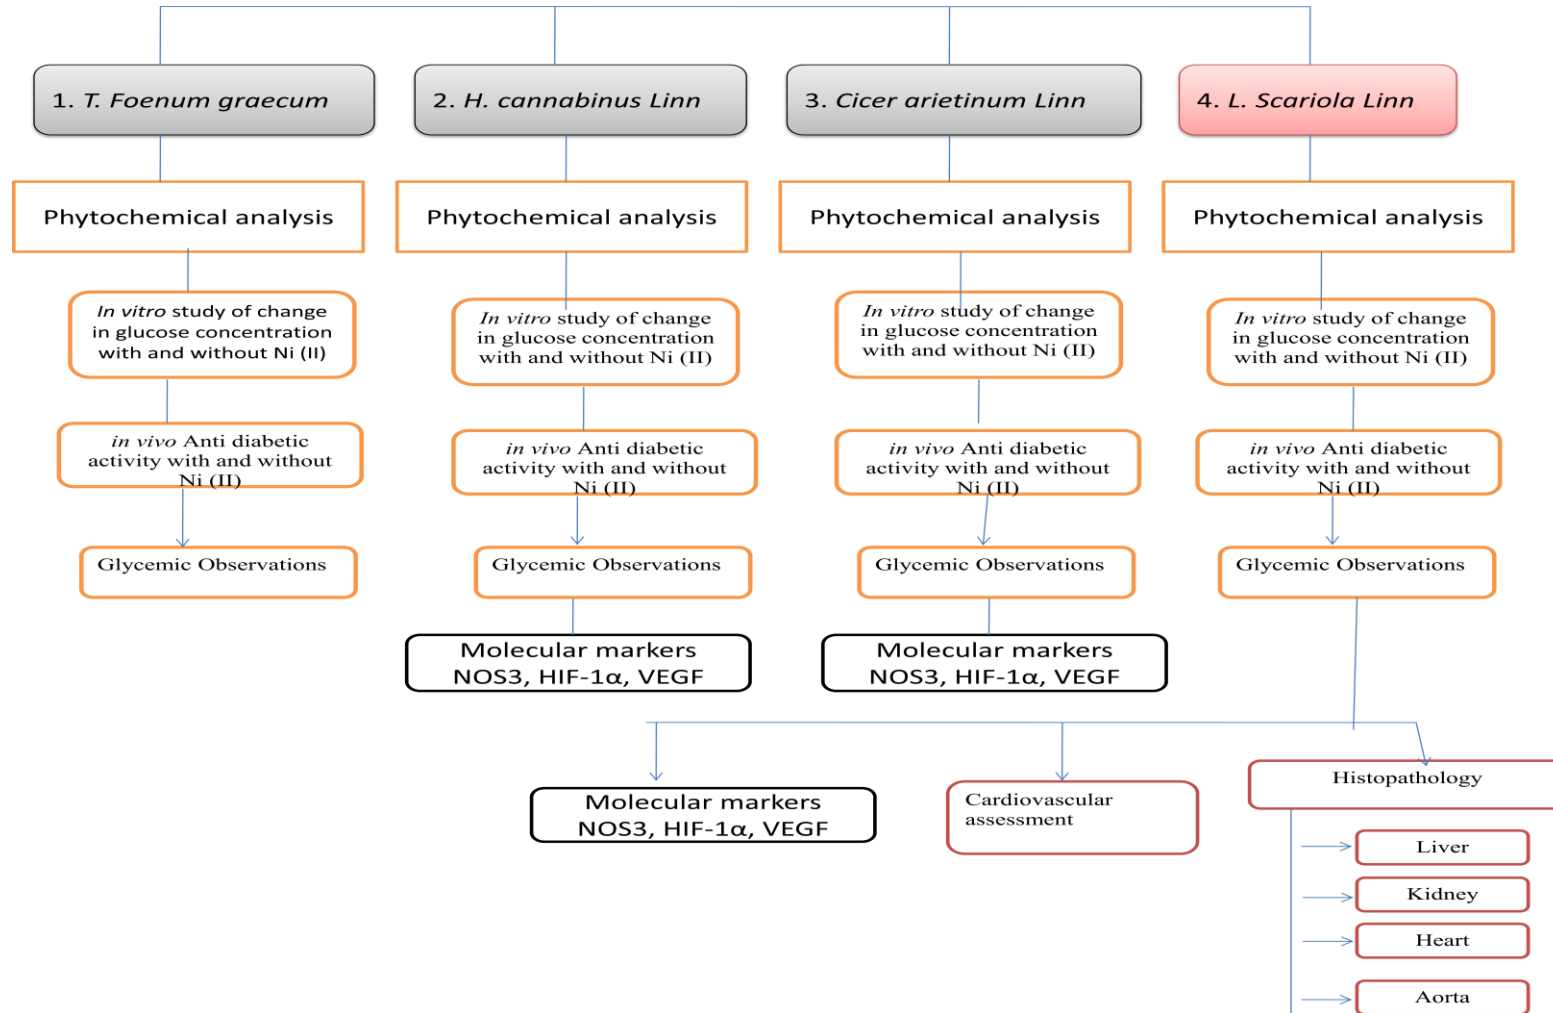 1. T. Foenum graecum
2. H. cannabinus Linn
3. Cicer arietinum Linn
4. L. Scariola Linn
Phytochemical analysis
Phytochemical analysis
Phytochemical analysis
Phytochemical analysis
In vitro study of change
in glucose concentration
with and without Ni (II)
In vitro study of change
in glucose concentration
with and without Ni (II)
In vitro study of change
in glucose concentration
with and without Ni (II)
In vitro study of change
in glucose concentration
with and without Ni (II)
in vivo Anti diabetic
activity with and without
Ni (II)
in vivo Anti diabetic
activity with and without
Ni (II)
in vivo Anti diabetic
activity with and without
Ni (II)
in vivo Anti diabetic
activity with and without
Ni (II)
Glycemic Observations
Glycemic Observations
Glycemic Observations
Glycemic Observations
Molecular markers
NOS3, HIF-1α, VEGF
Molecular markers
NOS3, HIF-1α, VEGF
Molecular markers
NOS3, HIF-1α, VEGF
Cardiovascular
assessment
Histopathology
Liver
Kidney
Heart
Aorta